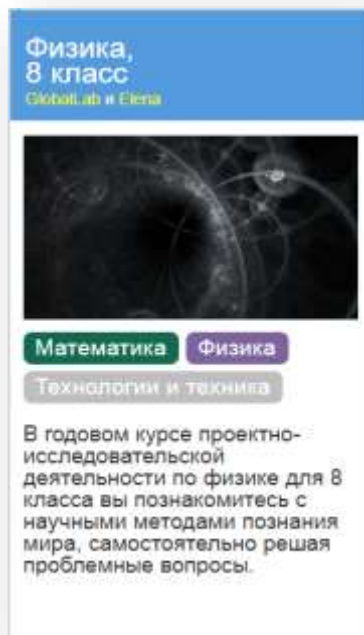 Физика,
8 класс
GlobalLab и Elena
Математика
Физика
Технологии и техника
В годовом курсе проектно-
исследовательской
деятельности по физике для 8
класса вы познакомитесь с
научными методами познания
мира, самостоятельно решая
проблемные вопросы.